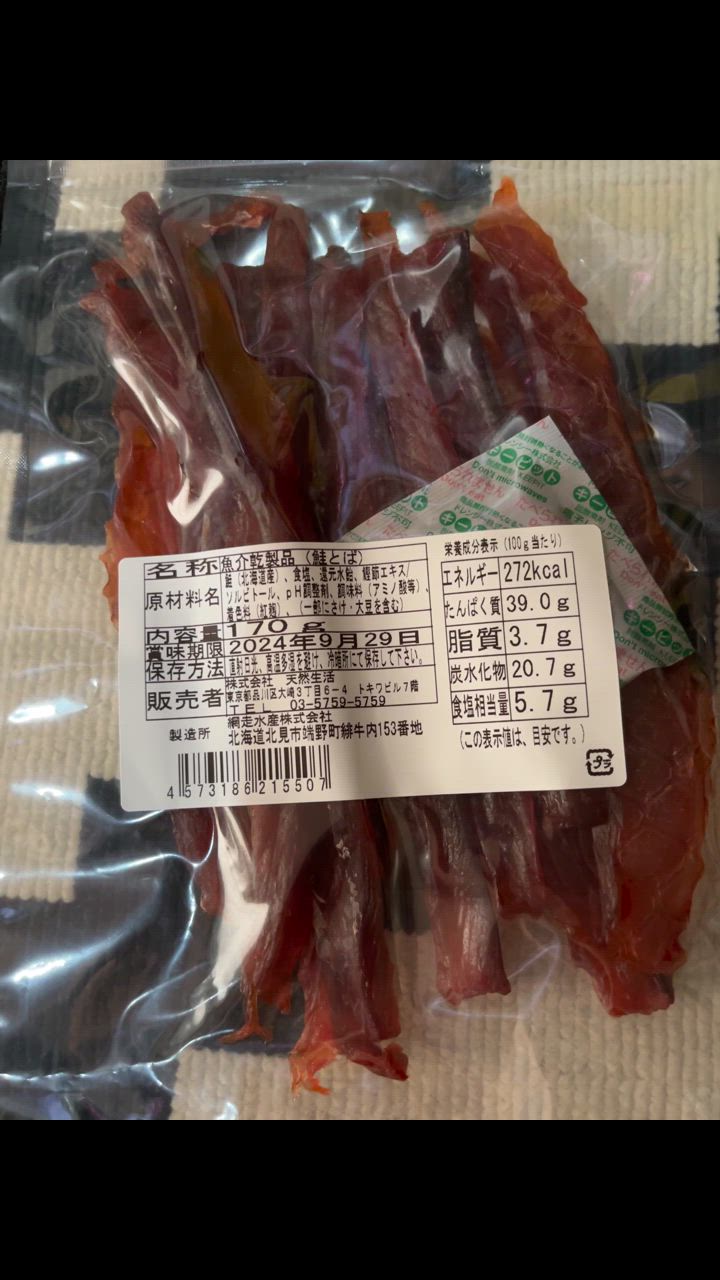 Don't microwaves
名称 魚介乾製品（鮭とば）
原材料名 鮭（北海道産）、食塩、還元水飴、鰹節エキス/
ソルビトール、pH調整剤、調味料（アミノ酸等）、
着色料（紅麹）、（一部にさけ・大豆を含む）
内容量 170g
賞味期限 2024年9月29日
保存方法 直射日光、高温多湿を避け、冷暗所にて保存して下さい。
販売者 株式会社 天然生活
東京都品川区大崎3丁目6-4 トキワビル7階
TEL 03-5759-5759
製造所 網走水産株式会社
北海道北見市端野町緋牛内153番地
4573186215507
栄養成分表示（100g当たり）
エネルギー 272kcal
たんぱく質 39.0g
脂質 3.7g
炭水化物 20.7g
食塩相当量 5.7g
（この表示値は、目安です。）
プラ